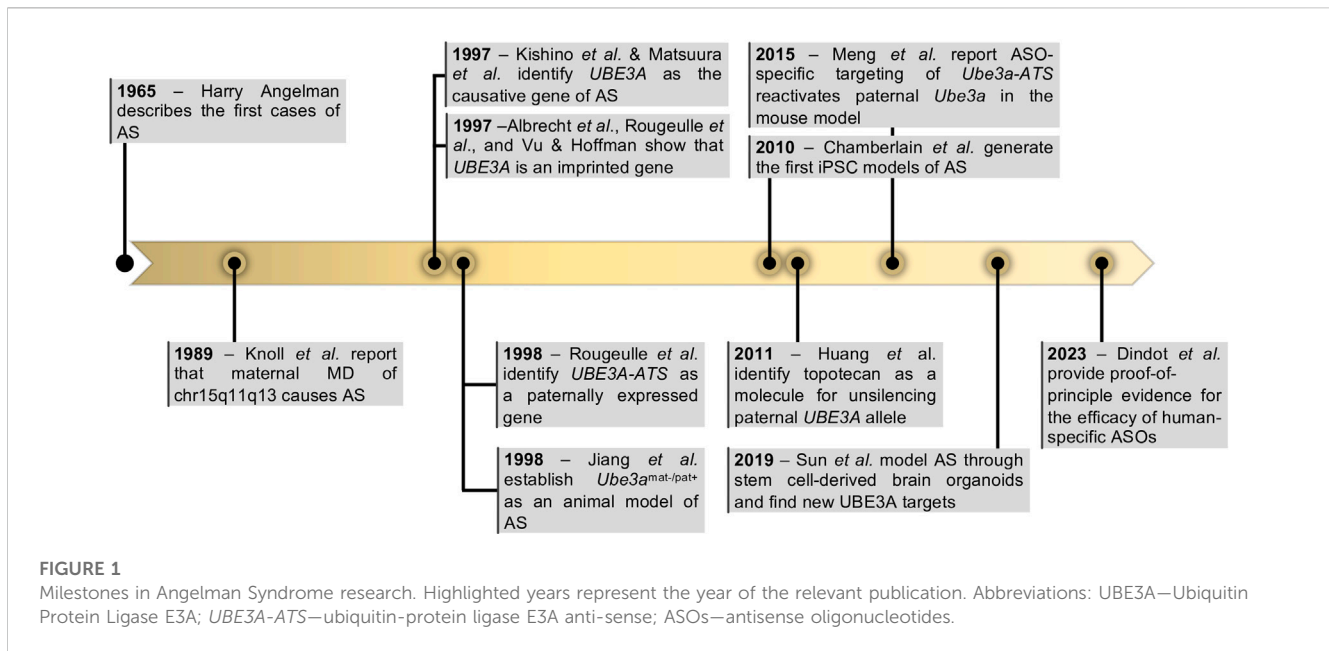 1965 – Harry Angelman
describes the first cases of
AS
1997 – Kishino et al. & Matsuura
et al. identify UBE3A as the
causative gene of AS
1997 –Albrecht et al., Rougeulle et
al., and Vu & Hoffman show that
UBE3A is an imprinted gene
2015 – Meng et al. report ASO-
specific targeting of Ube3a-ATS
reactivates paternal Ube3a in the
mouse model
2010 – Chamberlain et al. generate
the first iPSC models of AS
1989 – Knoll et al. report
that maternal MD of
chr15q11q13 causes AS
1998 – Rougeulle et al.
identify UBE3A-ATS as
a paternally expressed
gene
1998 – Jiang et al.
establish Ube3amat-/pat+
as an animal model of
AS
2011 – Huang et al.
identify topotecan as a
molecule for unsilencing
paternal UBE3A allele
2019 – Sun et al. model AS through
stem cell-derived brain organoids
and find new UBE3A targets
2023 – Dindot et al.
provide proof-of-
principle evidence for
the efficacy of human-
specific ASOs
FIGURE 1
Milestones in Angelman Syndrome research. Highlighted years represent the year of the relevant publication. Abbreviations: UBE3A—Ubiquitin
Protein Ligase E3A; UBE3A-ATS—ubiquitin-protein ligase E3A anti-sense; ASOs—antisense oligonucleotides.